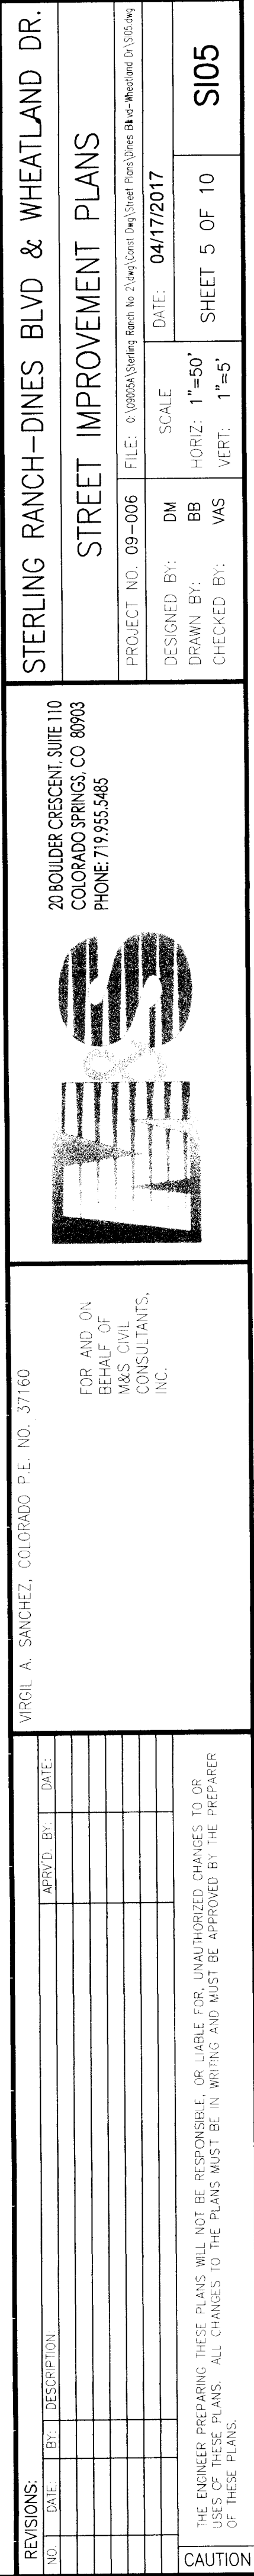 REVISIONS:
NO. DATE: BY: DESCRIPTION: APRV'D. BY: DATE:
CAUTION
THE ENGINEER PREPARING THESE PLANS WILL NOT BE RESPONSIBLE, OR LIABLE FOR, UNAUTHORIZED CHANGES TO OR
USES OF THESE PLANS. ALL CHANGES TO THE PLANS MUST BE IN WRITING AND MUST BE APPROVED BY THE PREPARER
OF THESE PLANS.
VIRGIL A. SANCHEZ, COLORADO P.E. NO. 37160
FOR AND ON
BEHALF OF
M&S CIVIL
CONSULTANTS,
INC.
20 BOULDER CRESCENT, SUITE 110
COLORADO SPRINGS, CO 80903
PHONE: 719.955.5485
STERLING RANCH-DINES BLVD & WHEATLAND DR.
STREET IMPROVEMENT PLANS
PROJECT NO. 09-006 FILE: O:\09005A\Sterling Ranch No 2\dwg\Const Dwg\Street Plans\Dines Blvd-Wheatland Dr\SI05.dwg
DESIGNED BY: DM
DRAWN BY: BB
CHECKED BY: VAS
SCALE
HORIZ: 1"=50'
VERT: 1"=5'
DATE: 04/17/2017
SHEET 5 OF 10
SI05